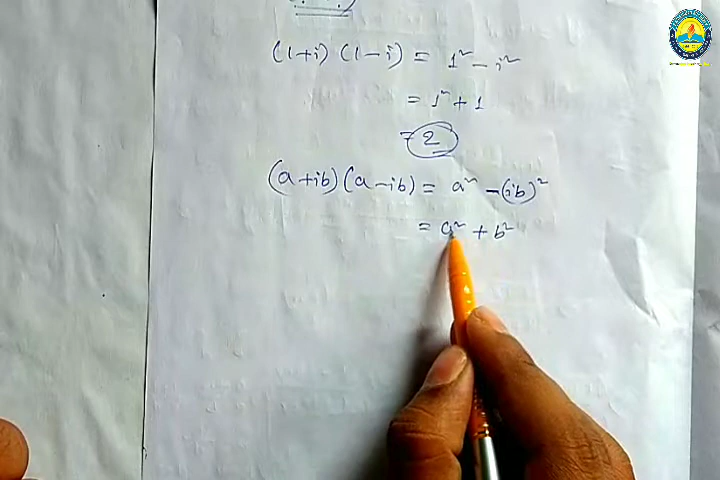 (1+i) (1-i) = 1² - i²
= 1² + 1
= 2
(a+ib) (a-ib) = a² - (ib)²
= a² + b²